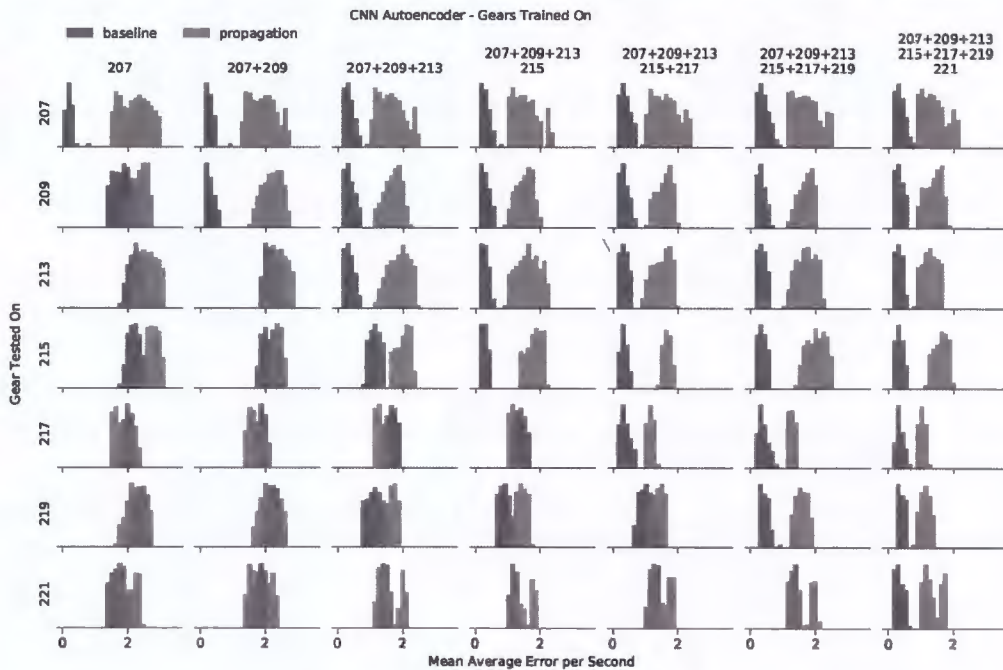 CNN Autoencoder - Gears Trained On
baseline propagation
207 207+209 207+209+213 207+209+213 207+209+213 207+209+213 207+209+213
215 215+217 215+217+219 215+217+219
221
Gear Tested On
207
209
213
215
217
219
221
0 2 0 2 0 2 0 2 0 2 0 2 0 2
Mean Average Error per Second